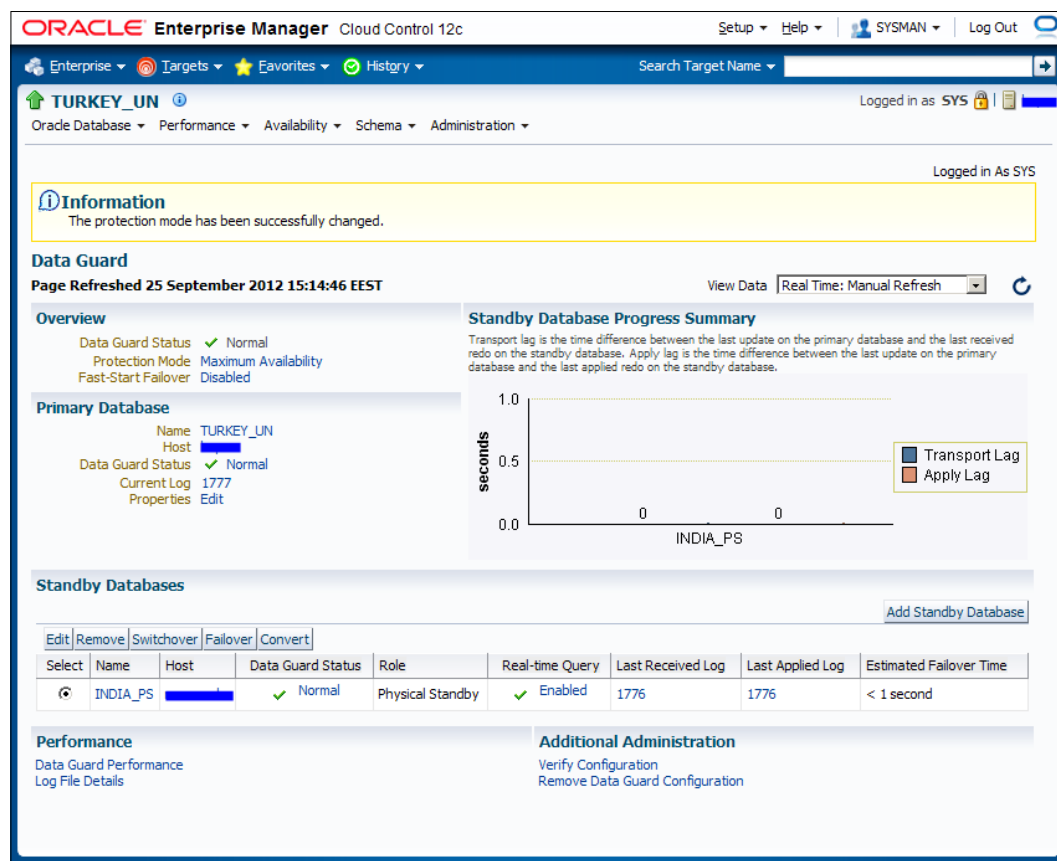 ORACLE Enterprise Manager Cloud Control 12c
Setup Help SYSMAN Log Out
Enterprise Targets Favorites History Search Target Name
TURKEY_UN
Logged in as SYS
Oracle Database Performance Availability Schema Administration
Logged in As SYS
Information
The protection mode has been successfully changed.
Data Guard
Page Refreshed 25 September 2012 15:14:46 EEST
View Data Real Time: Manual Refresh
Overview
Data Guard Status Normal
Protection Mode Maximum Availability
Fast-Start Failover Disabled
Primary Database
Name TURKEY_UN
Host
Data Guard Status Normal
Current Log 1777
Properties Edit
Standby Database Progress Summary
Transport lag is the time difference between the last update on the primary database and the last received
redo on the standby database. Apply lag is the time difference between the last update on the primary
database and the last applied redo on the standby database.
1.0
seconds
0.5
0.0
0 0
INDIA_PS
Transport Lag
Apply Lag
Standby Databases
Add Standby Database
Edit Remove Switchover Failover Convert
Select Name Host Data Guard Status Role Real-time Query Last Received Log Last Applied Log Estimated Failover Time
INDIA_PS Normal Physical Standby Enabled 1776 1776 < 1 second
Performance
Data Guard Performance
Log File Details
Additional Administration
Verify Configuration
Remove Data Guard Configuration